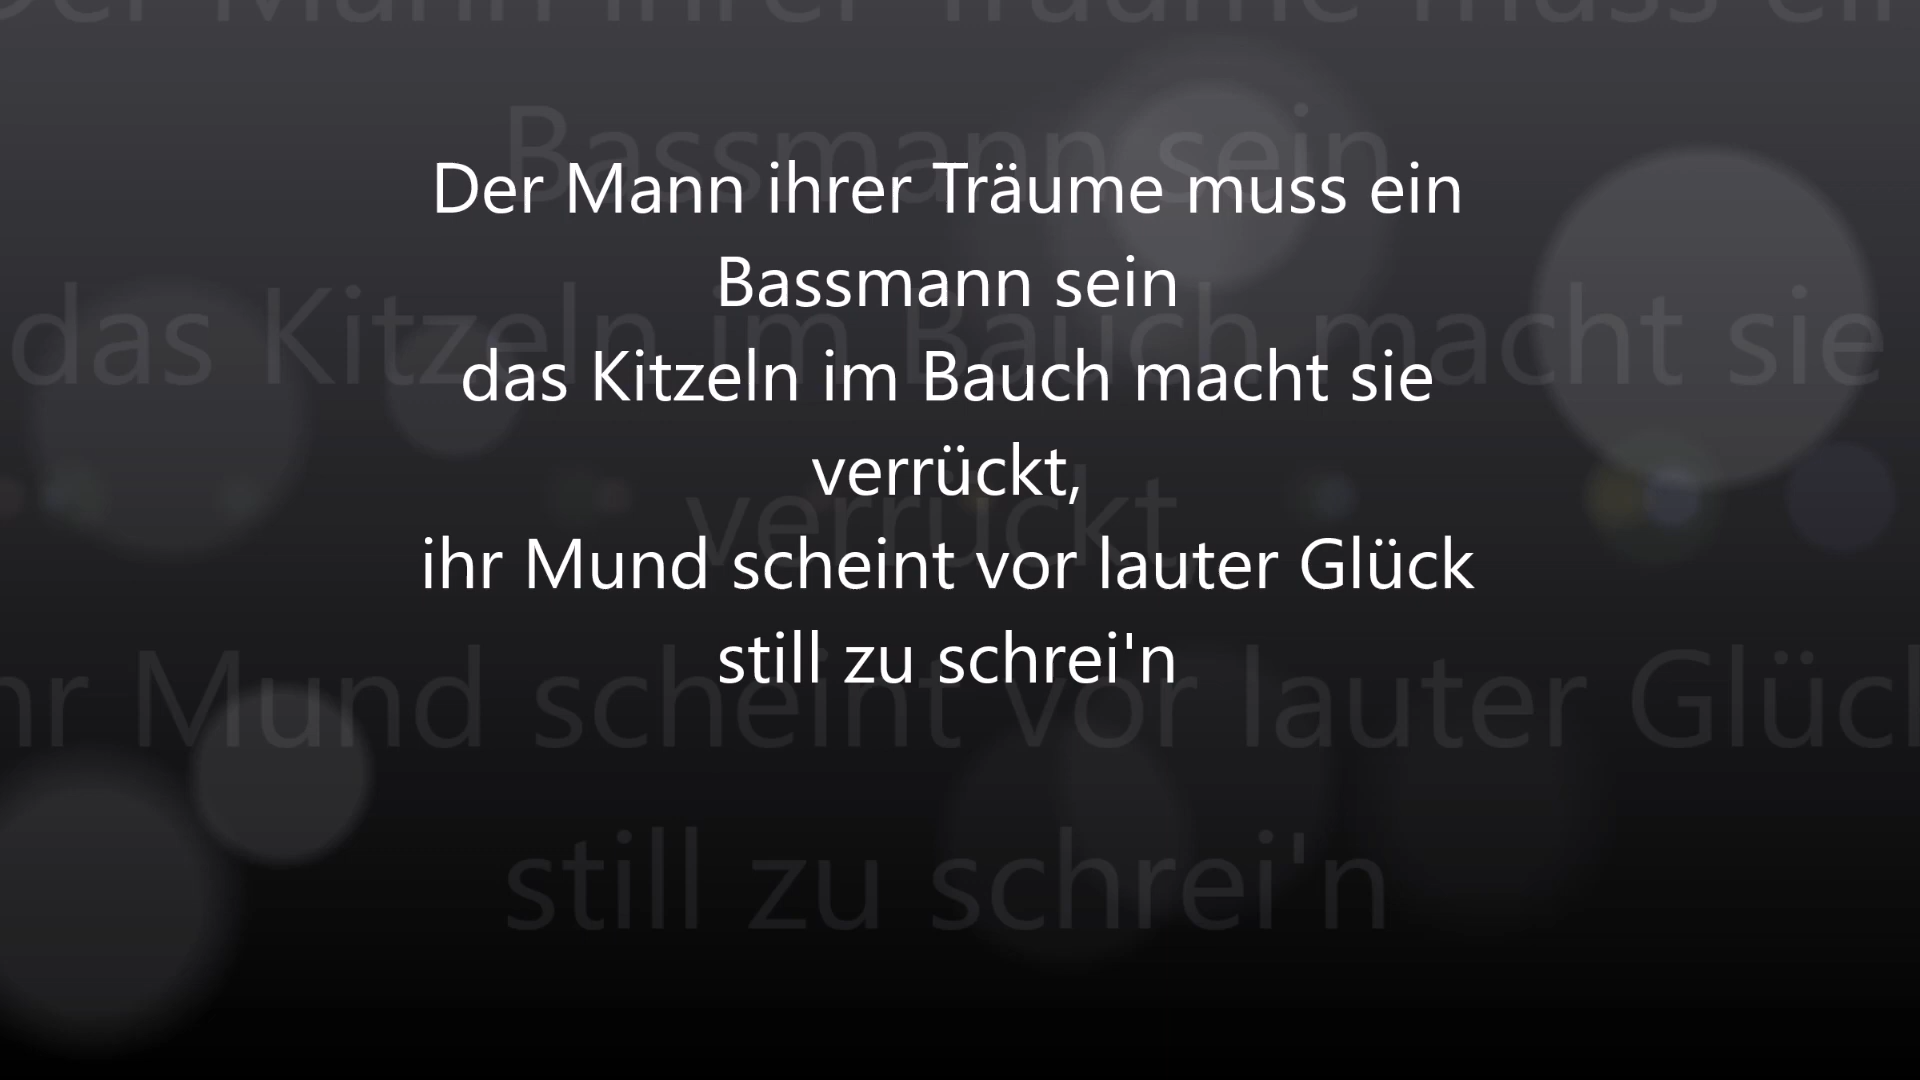 Der Mann ihrer Träume muss ein
Bassmann sein
das Kitzeln im Bauch macht sie
verrückt,
ihr Mund scheint vor lauter Glück
still zu schrei'n